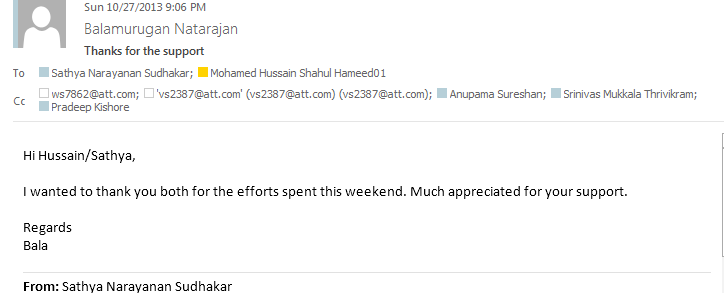 Sun 10/27/2013 9:06 PM
Balamurugan Natarajan
Thanks for the support
To Sathya Narayanan Sudhakar; Mohamed Hussain Shahul Hameed01
Cc ws7862@att.com; 'vs2387@att.com' (vs2387@att.com) (vs2387@att.com); Anupama Sureshan; Srinivas Mukkala Thrivikram;
Pradeep Kishore
Hi Hussain/Sathya,
I wanted to thank you both for the efforts spent this weekend. Much appreciated for your support.
Regards
Bala
From: Sathya Narayanan Sudhakar